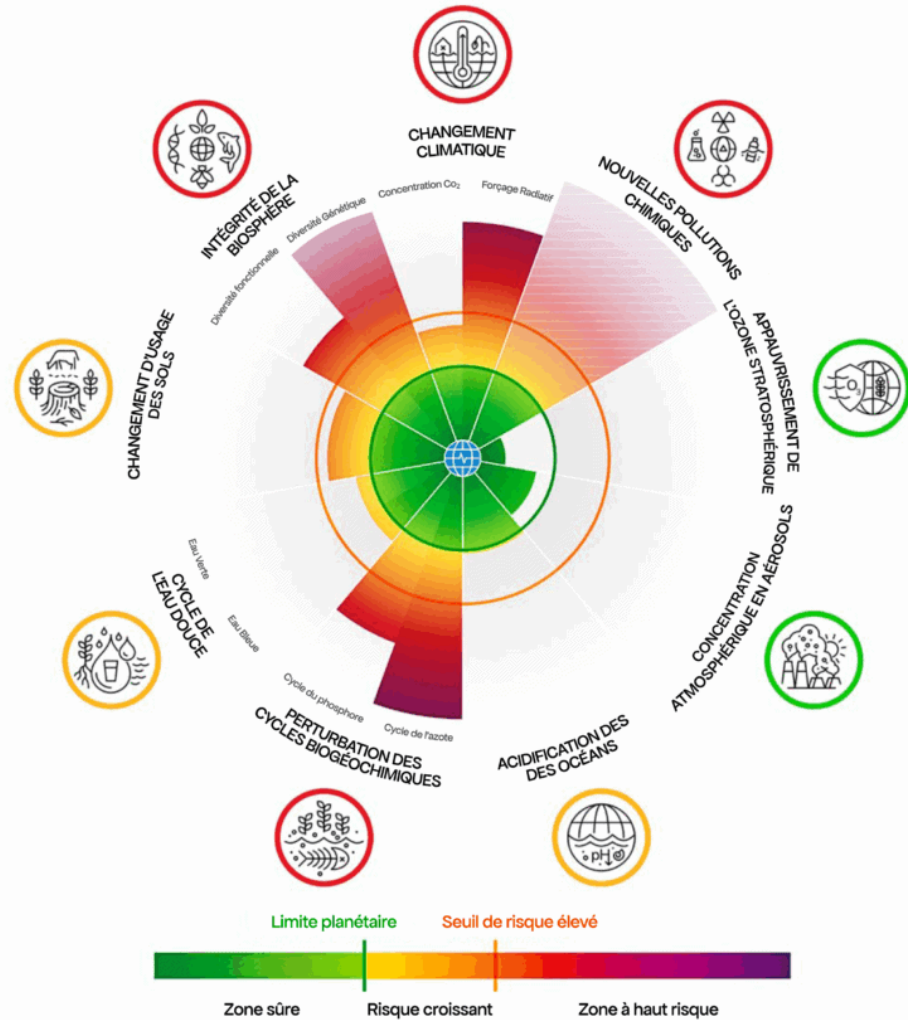 CHANGEMENT
CLIMATIQUE
Concentration Co₂
Forçage Radiatif
NOUVELLES POLLUTIONS
CHIMIQUES
APPAUVRISSEMENT DE
L'OZONE STRATOSPHÉRIQUE
CONCENTRATION
ATMOSPHÉRIQUE EN AÉROSOLS
ACIDIFICATION DES
DES OCÉANS
pH
PERTURBATION DES
CYCLES BIOGÉOCHIMIQUES
Cycle du phosphore
Cycle de l'azote
CYCLE DE
L'EAU DOUCE
Eau Verte
Eau Bleue
CHANGEMENT D'USAGE
DES SOLS
INTÉGRITÉ DE LA
BIOSPHÈRE
Diversité fonctionnelle
Diversité Génétique
Limite planétaire
Seuil de risque élevé
Zone sûre
Risque croissant
Zone à haut risque